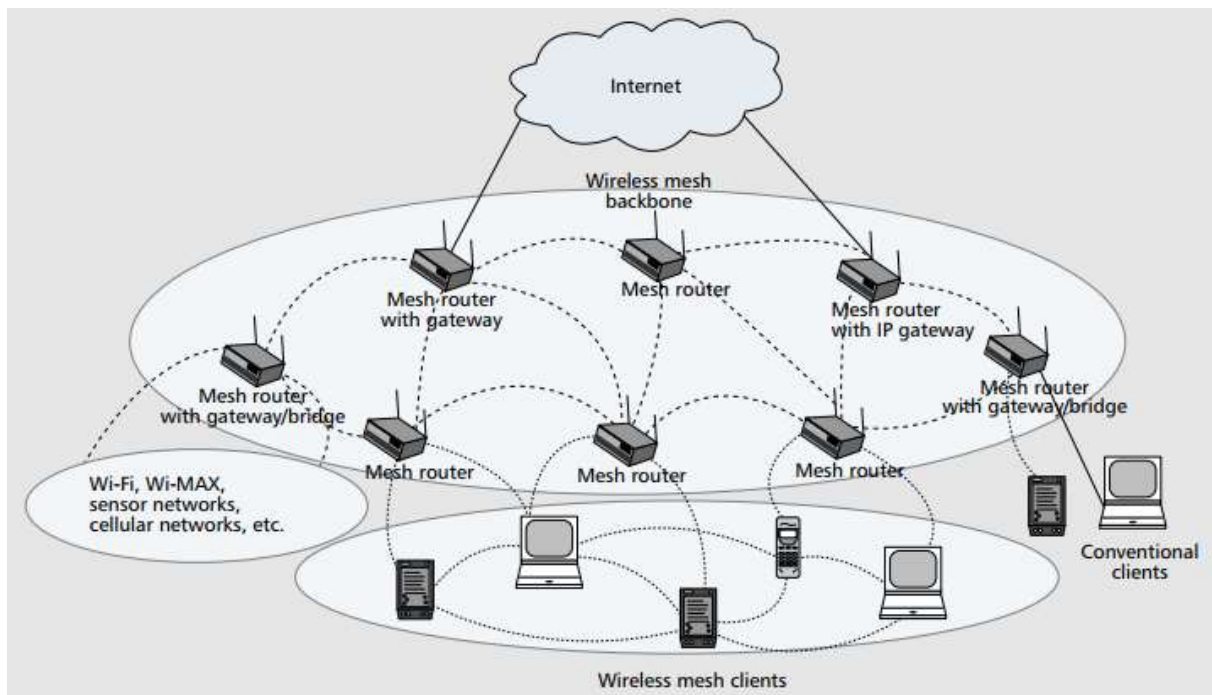 Internet
Wireless mesh
backbone
Mesh router
with gateway
Mesh router
Mesh router
with IP gateway
Mesh router
with gateway/bridge
Mesh router
with gateway/bridge
Mesh router
Mesh router
Mesh router
Wi-Fi, Wi-MAX,
sensor networks,
cellular networks, etc.
Conventional
clients
Wireless mesh clients